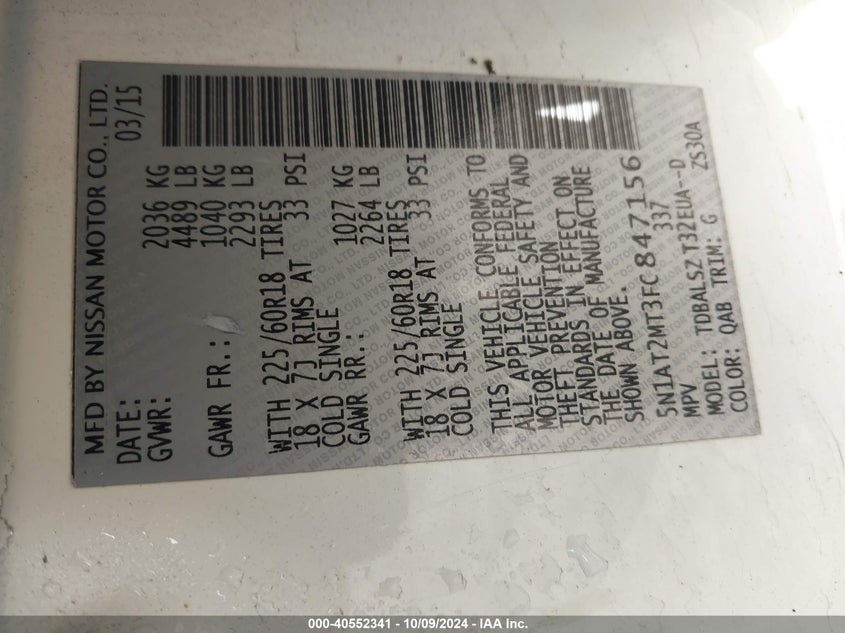 MFD BY NISSAN MOTOR CO., LTD.
DATE: 03/15
GVWR: 2036 KG
4489 LB
GAWR FR.: 1040 KG
2293 LB
WITH 225/60R18 TIRES
18 X 7J RIMS AT
COLD SINGLE 33 PSI
GAWR RR.: 1027 KG
2264 LB
WITH 225/60R18 TIRES
18 X 7J RIMS AT
COLD SINGLE 33 PSI
THIS VEHICLE CONFORMS TO
ALL APPLICABLE FEDERAL
MOTOR VEHICLE SAFETY AND
THEFT PREVENTION
STANDARDS IN EFFECT ON
THE DATE OF MANUFACTURE
SHOWN ABOVE.
5N1AT2MT3FC847156
MPV 337
MODEL: TDBALSZ T32EUA--D
COLOR: QAB TRIM: G ZS30A
000-40552341 - 10/09/2024 - IAA Inc.